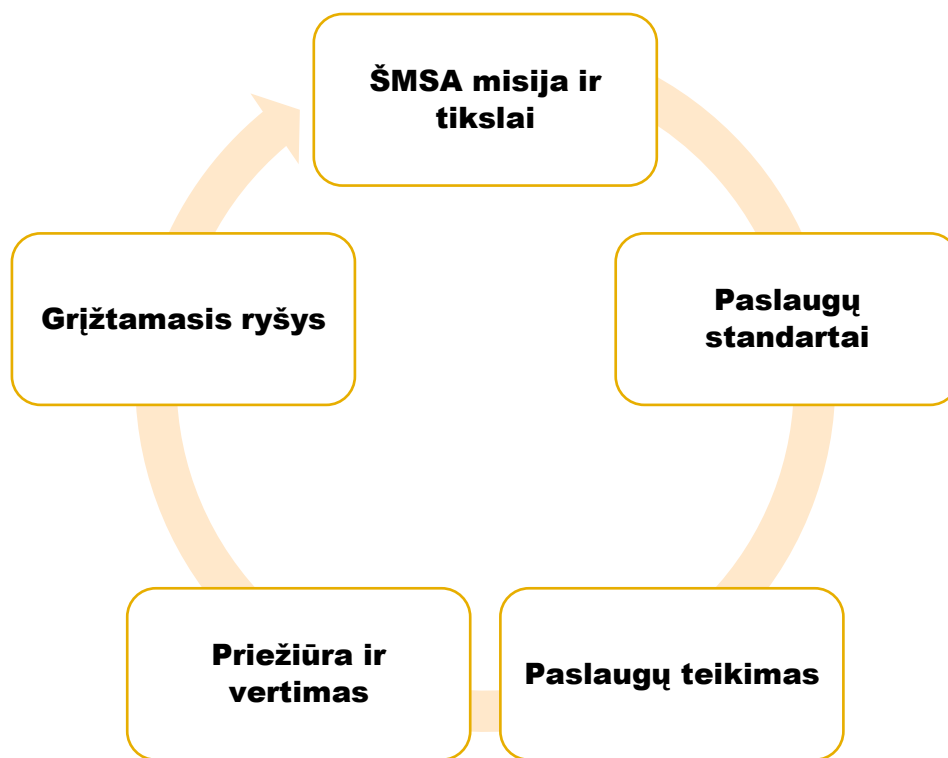 ŠMSA misija ir
tikslai
Paslaugų
standartai
Paslaugų teikimas
Priežiūra ir
vertimas
Grįžtamasis ryšys